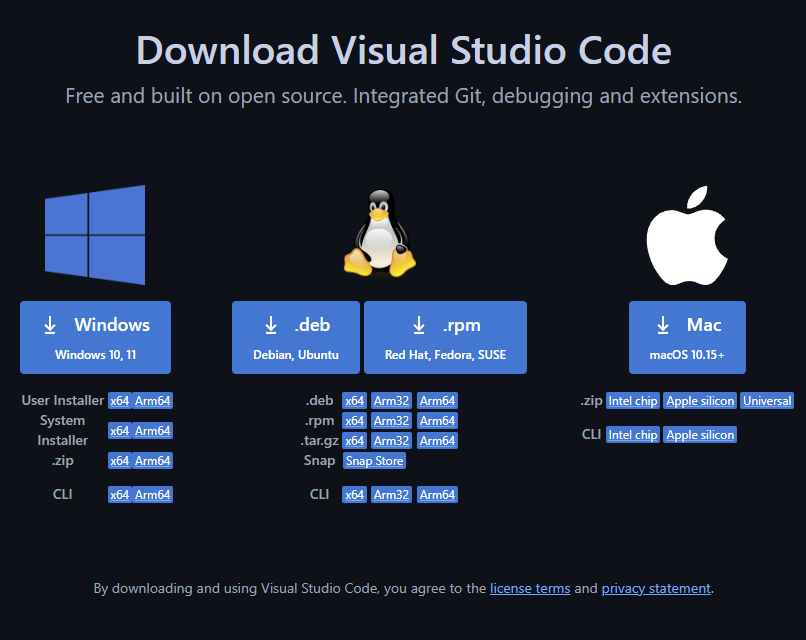 Download Visual Studio Code
Free and built on open source. Integrated Git, debugging and extensions.
Windows
Windows 10, 11
User Installer x64 Arm64
System
Installer
x64 Arm64
.zip x64 Arm64
CLI x64 Arm64
.deb
Debian, Ubuntu
.rpm
Red Hat, Fedora, SUSE
.deb x64 Arm32 Arm64
.rpm x64 Arm32 Arm64
.tar.gz x64 Arm32 Arm64
Snap Snap Store
CLI x64 Arm32 Arm64
Mac
macOS 10.15+
.zip Intel chip Apple silicon Universal
CLI Intel chip Apple silicon
By downloading and using Visual Studio Code, you agree to the license terms and privacy statement.